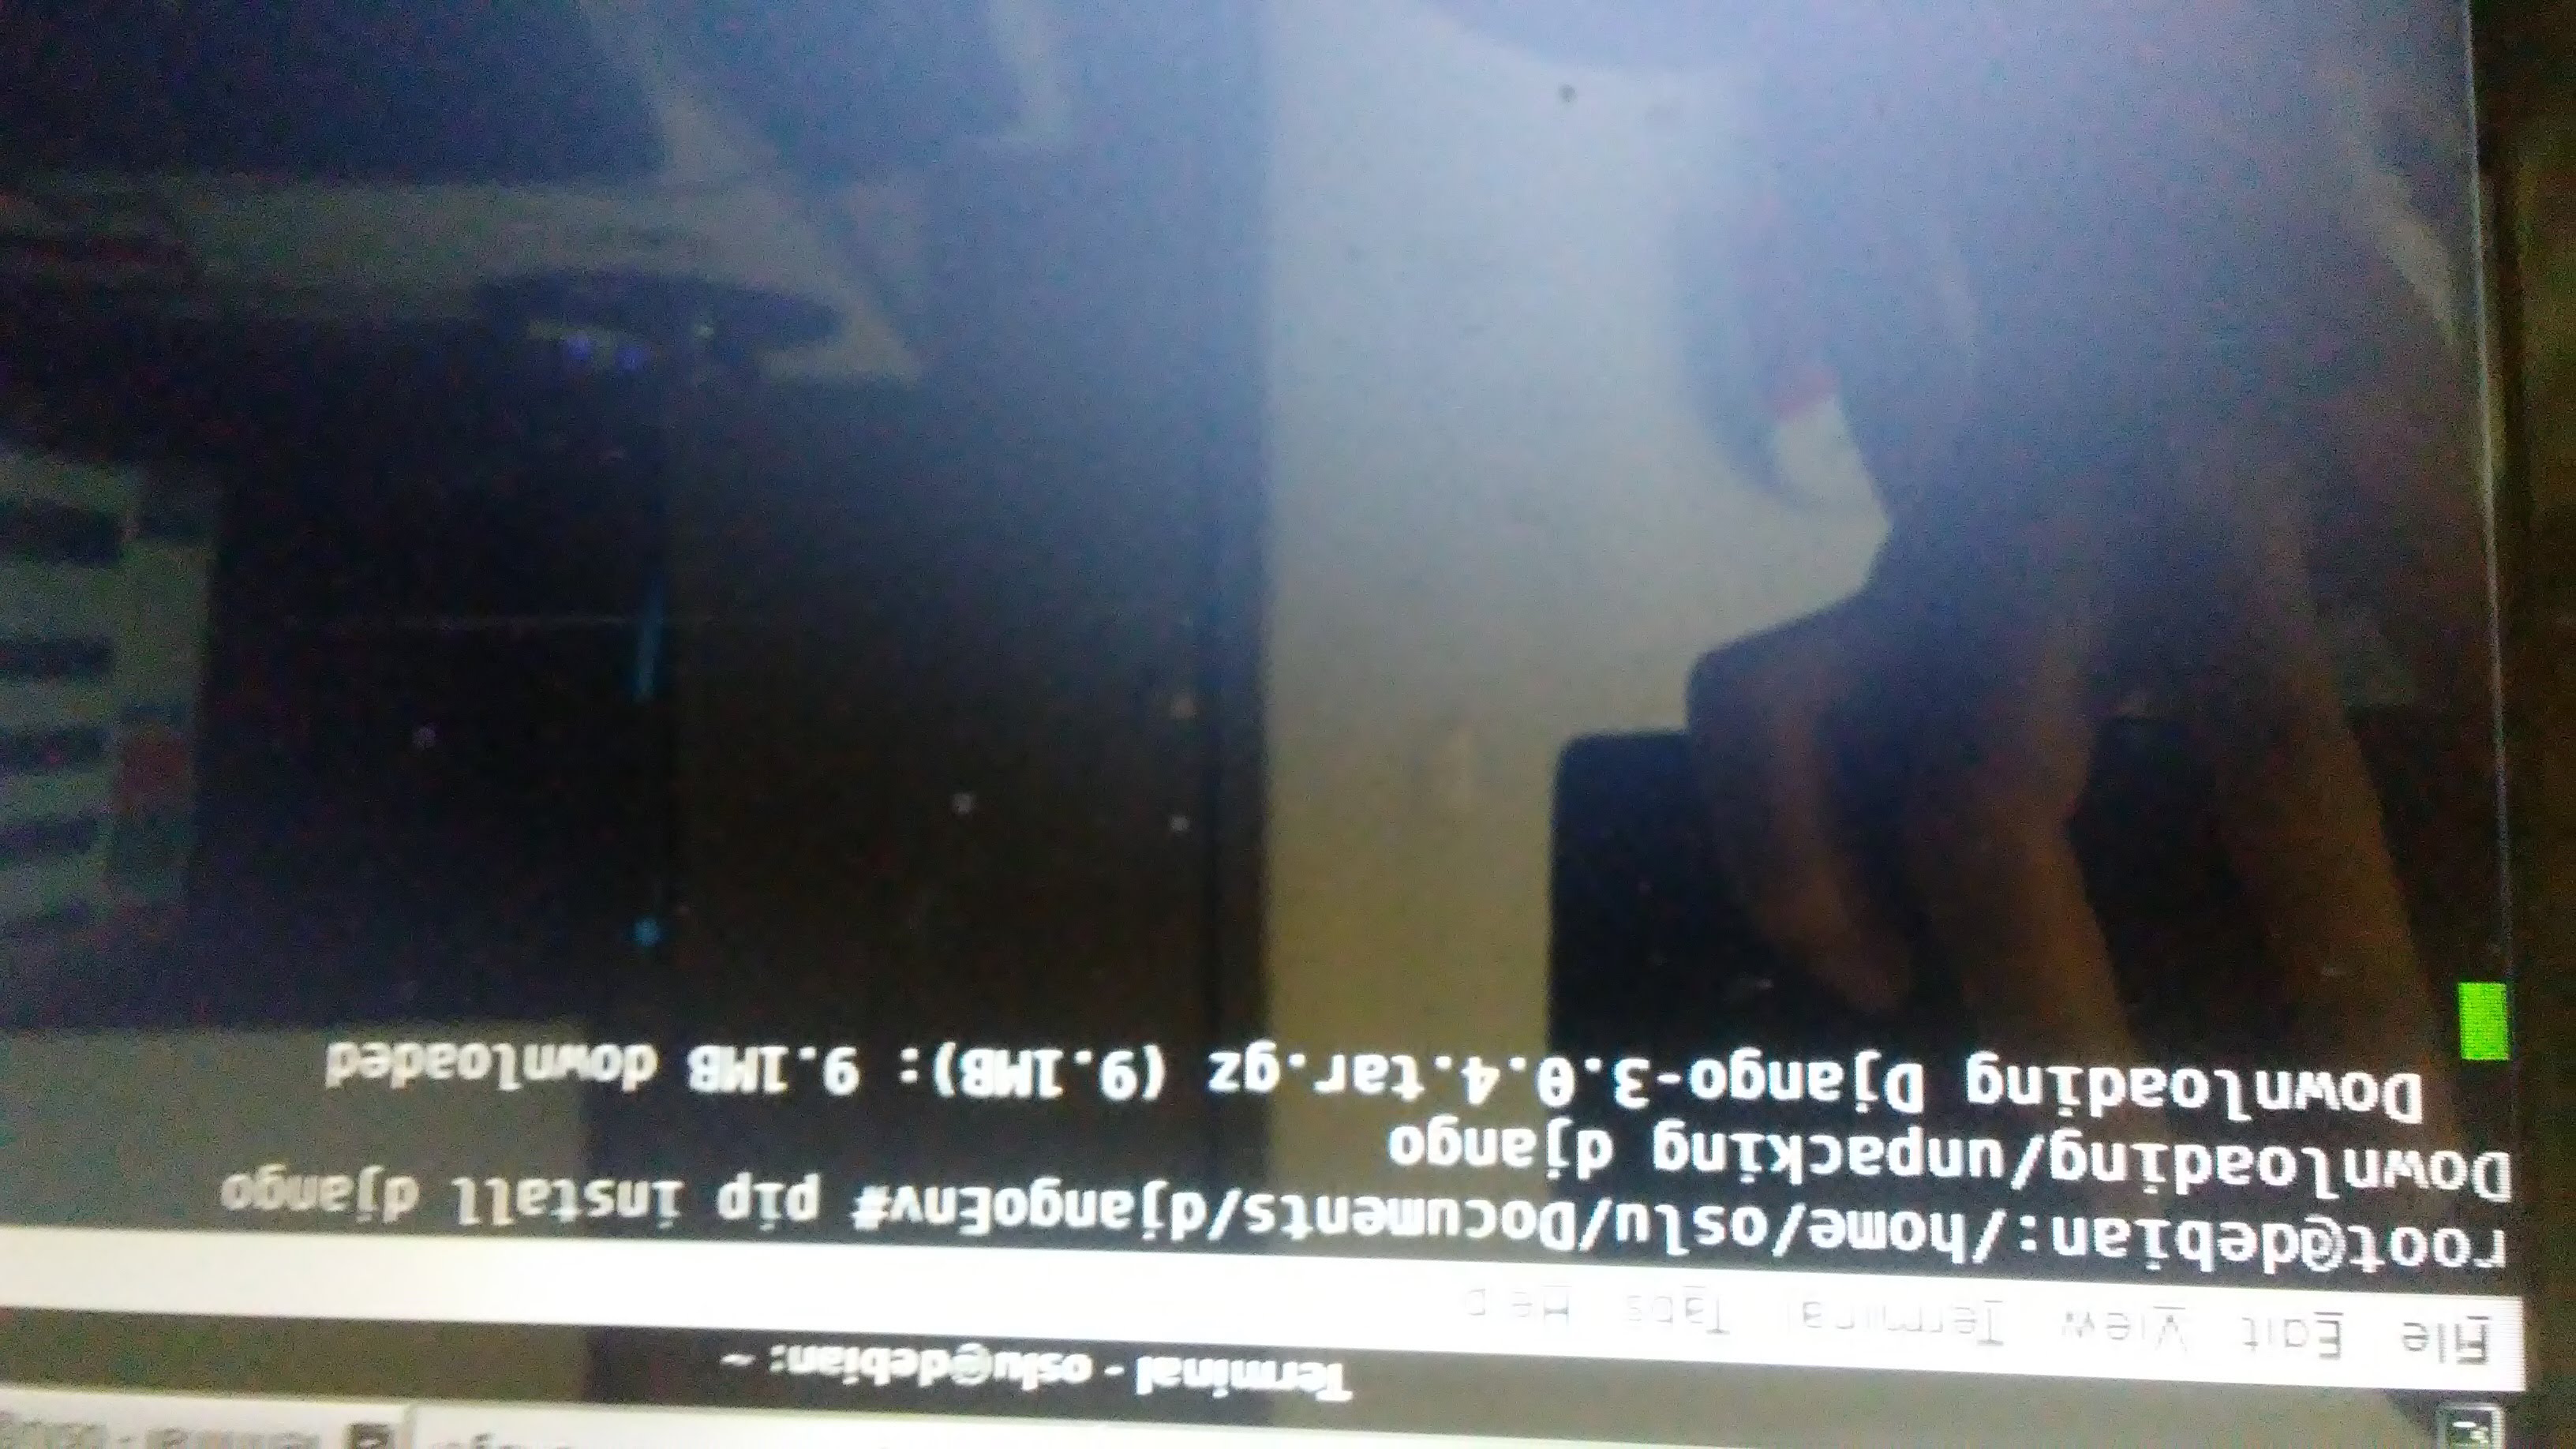 Terminal - oslu@debian: ~
File Edit View Terminal Tabs Help
root@debian:/home/oslu/Documents/djangoEnv# pip install django
Downloading/unpacking django
  Downloading Django-3.0.4.tar.gz (9.1MB): 9.1MB downloaded